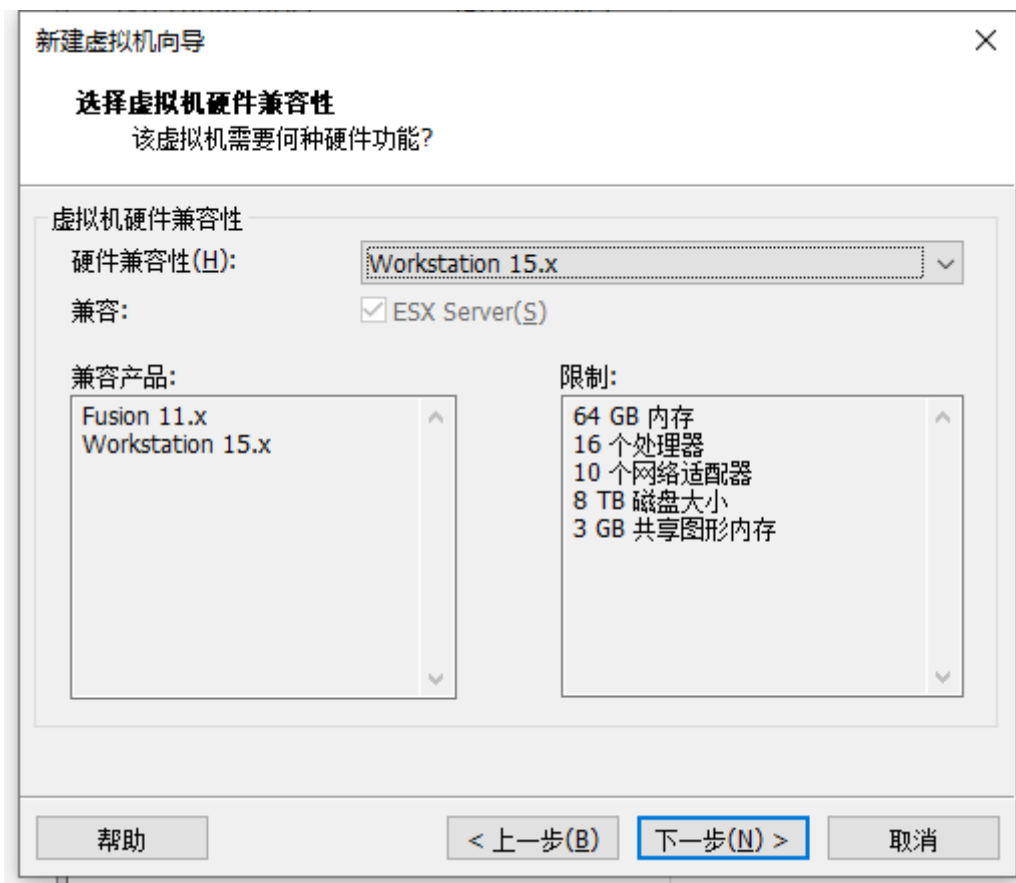 新建虚拟机向导
选择虚拟机硬件兼容性
该虚拟机需要何种硬件功能?
虚拟机硬件兼容性
硬件兼容性(H): Workstation 15.x
兼容: ESX Server(S)
兼容产品:
Fusion 11.x
Workstation 15.x
限制:
64 GB 内存
16 个处理器
10 个网络适配器
8 TB 磁盘大小
3 GB 共享图形内存
帮助 < 上一步(B) 下一步(N) > 取消